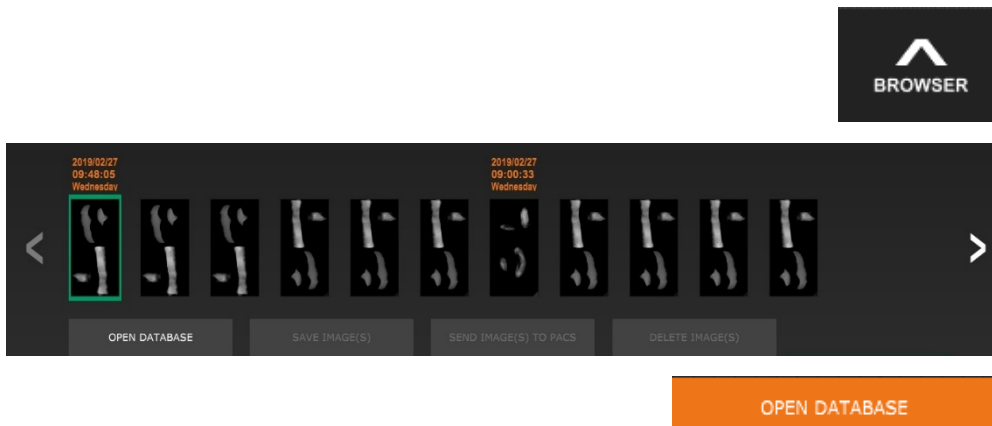 BROWSER
2019/02/27
09:48:05
Wednesday
2019/02/27
09:00:33
Wednesday
OPEN DATABASE
SAVE IMAGE(S)
SEND IMAGE(S) TO PACS
DELETE IMAGE(S)
OPEN DATABASE